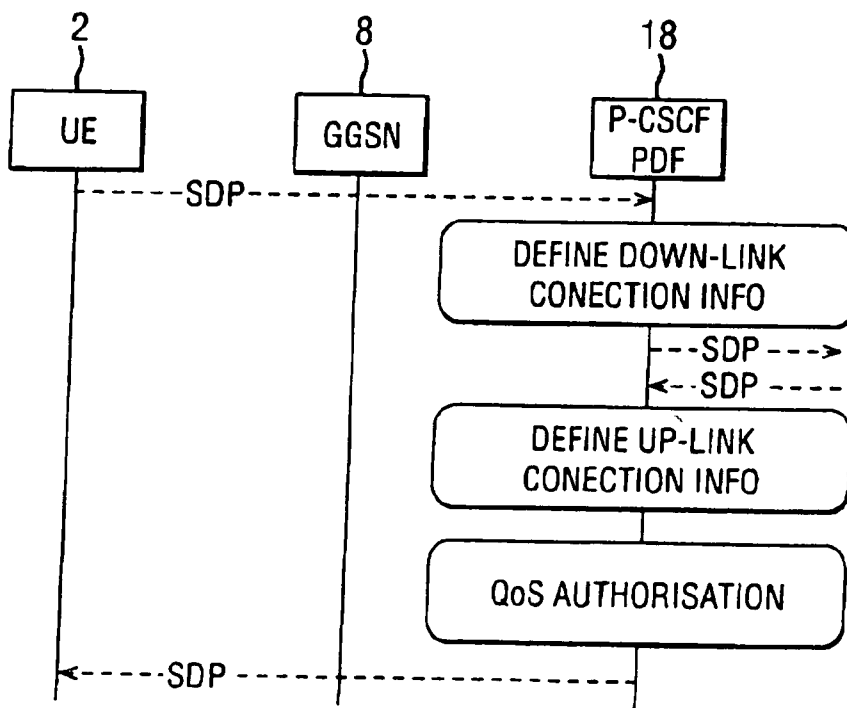 2
8
18
UE
GGSN
P-CSCF
PDF
SDP
DEFINE DOWN-LINK
CONECTION INFO
SDP
SDP
DEFINE UP-LINK
CONECTION INFO
QoS AUTHORISATION
SDP